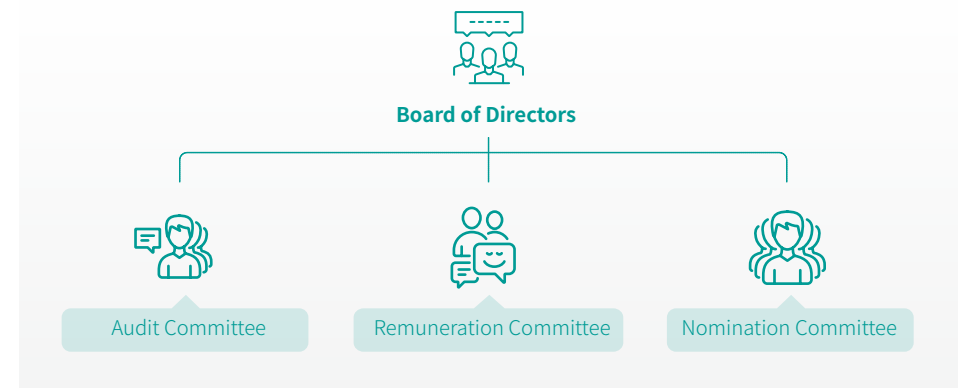 Board of Directors
Audit Committee
Remuneration Committee
Nomination Committee